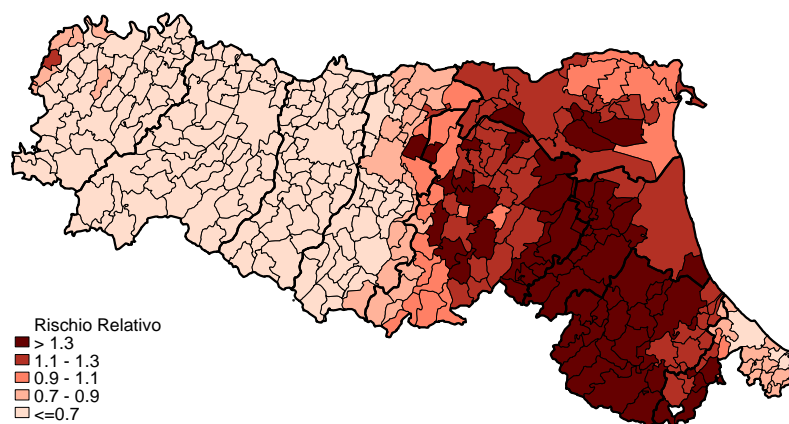 Rischio Relativo
> 1.3
1.1 - 1.3
0.9 - 1.1
0.7 - 0.9
<=0.7